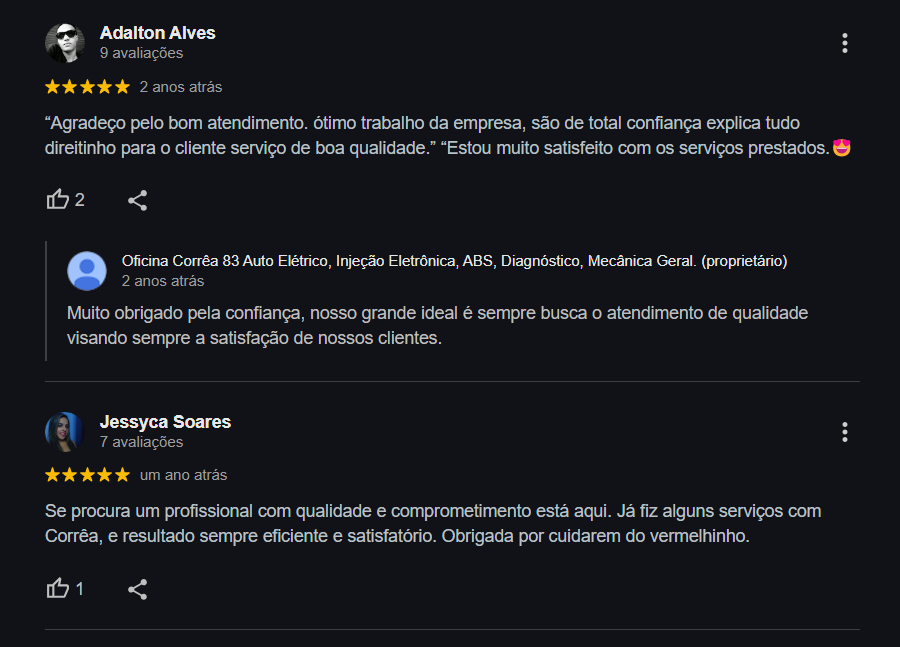 Adalton Alves
9 avaliações
2 anos atrás
“Agradeço pelo bom atendimento. ótimo trabalho da empresa, são de total confiança explica tudo
direitinho para o cliente serviço de boa qualidade.” “Estou muito satisfeito com os serviços prestados.😍
2
Oficina Corrêa 83 Auto Elétrico, Injeção Eletrônica, ABS, Diagnóstico, Mecânica Geral. (proprietário)
2 anos atrás
Muito obrigado pela confiança, nosso grande ideal é sempre busca o atendimento de qualidade
visando sempre a satisfação de nossos clientes.
Jessyca Soares
7 avaliações
um ano atrás
Se procura um profissional com qualidade e comprometimento está aqui. Já fiz alguns serviços com
Corrêa, e resultado sempre eficiente e satisfatório. Obrigada por cuidarem do vermelhinho.
1